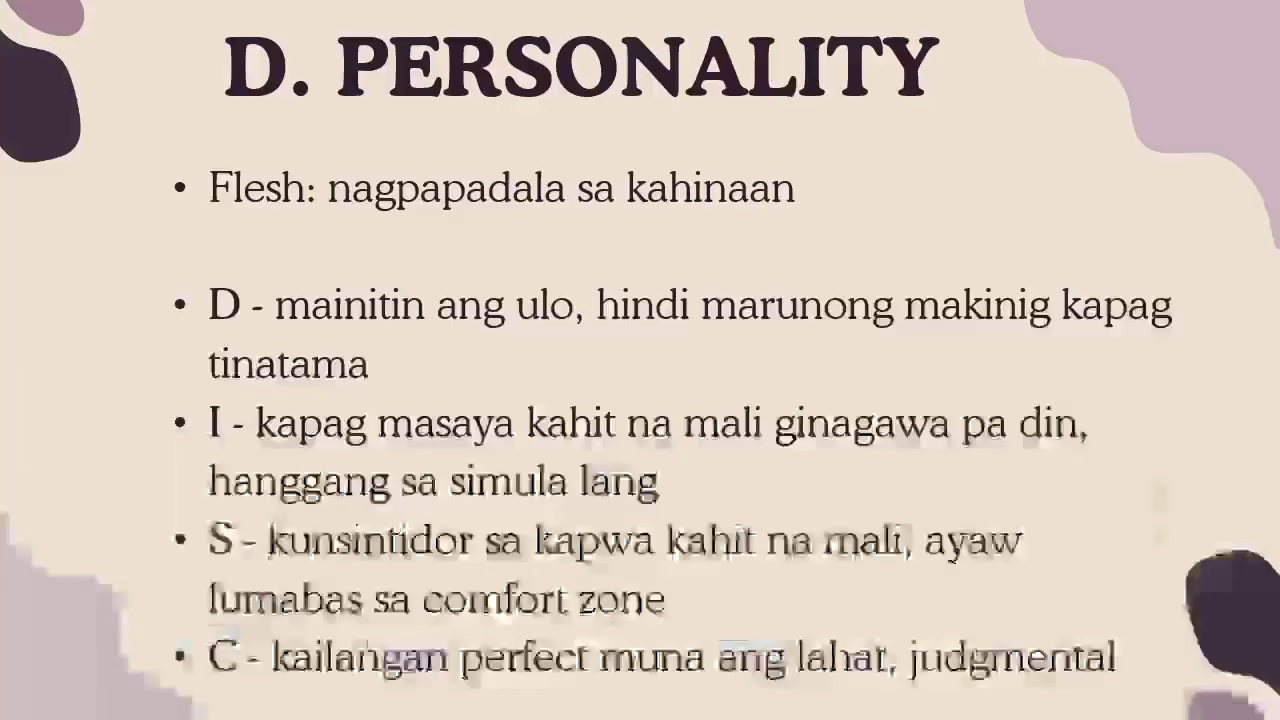 D. PERSONALITY
• Flesh: nagpapadala sa kahinaan
• D - mainitin ang ulo, hindi marunong makinig kapag
tinatama
• I - kapag masaya kahit na mali ginagawa pa din,
hanggang sa simula lang
• S - kunsintidor sa kapwa kahit na mali, ayaw
lumabas sa comfort zone
• C - kailangan perfect muna ang lahat, judgmental